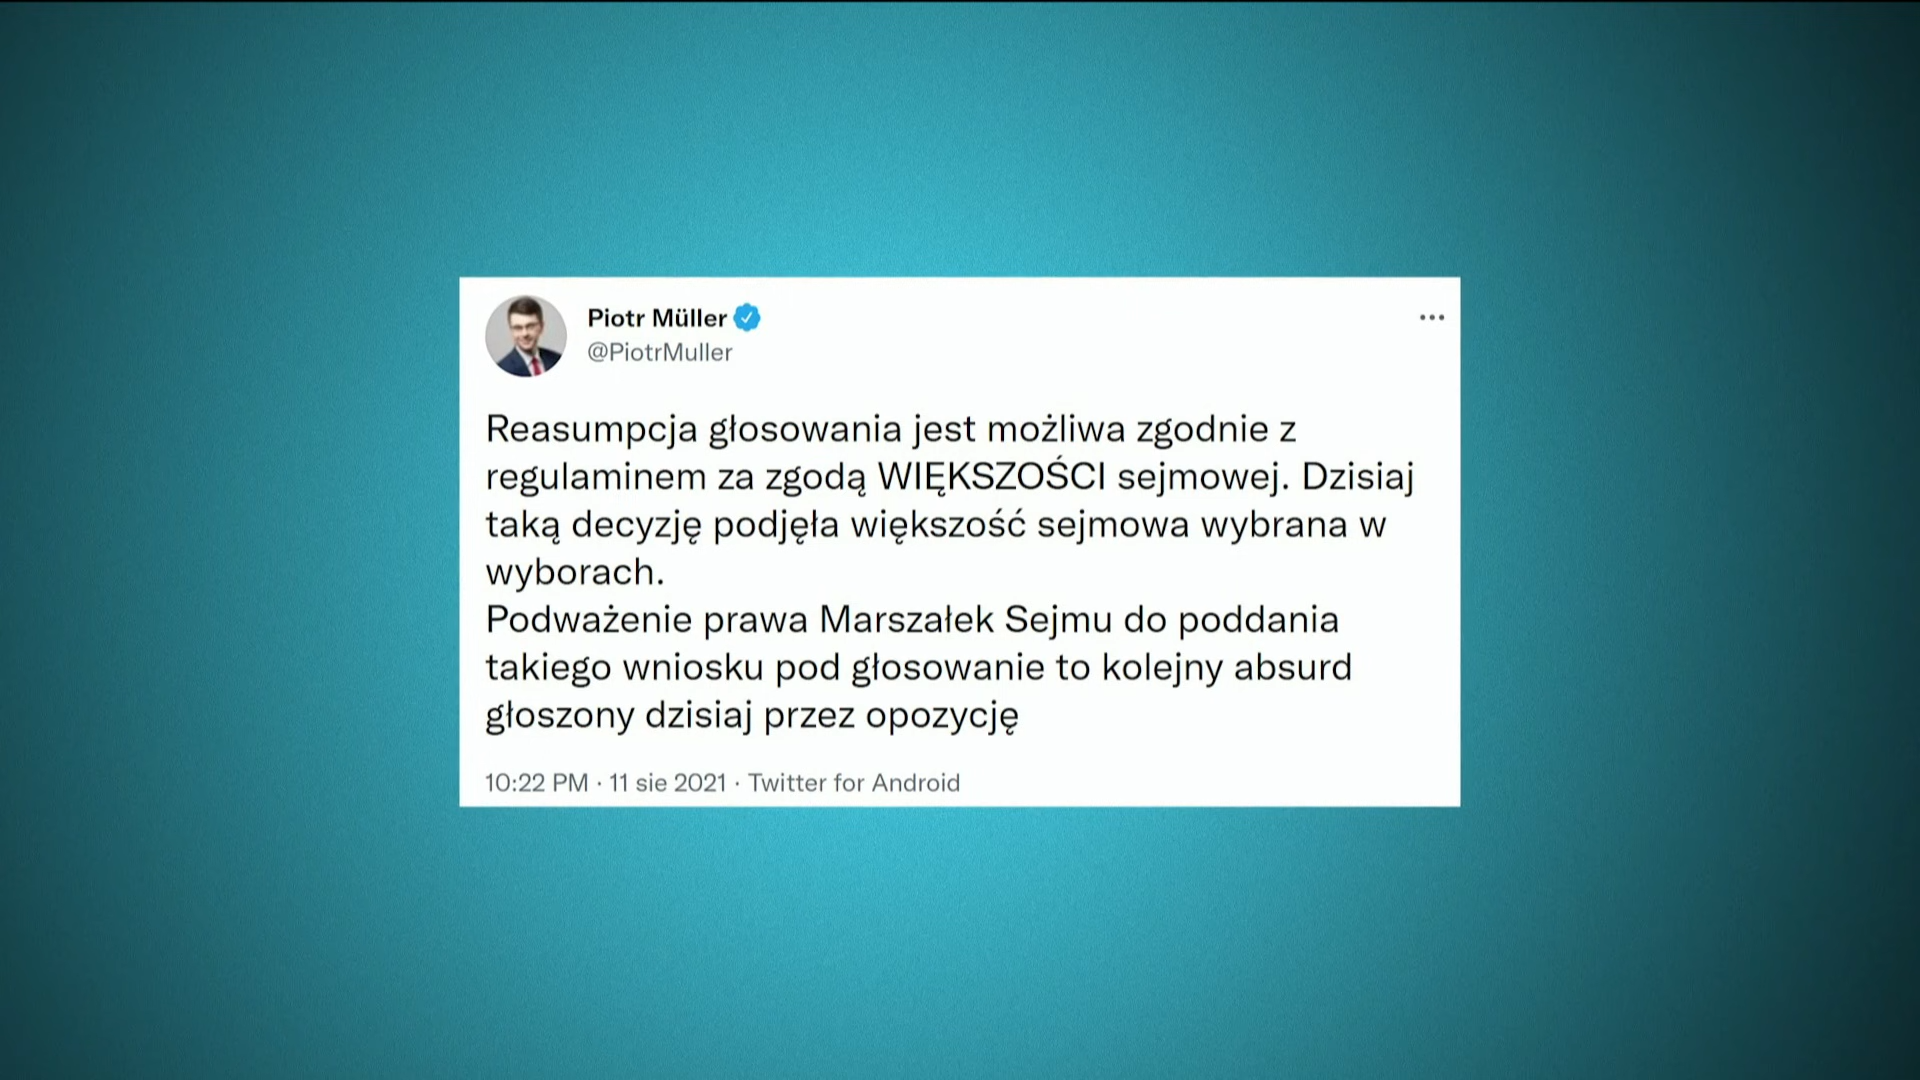 Piotr Müller
@PiotrMuller
Reasumpcja głosowania jest możliwa zgodnie z
regulaminem za zgodą WIĘKSZOŚCI sejmowej. Dzisiaj
taką decyzję podjęła większość sejmowa wybrana w
wyborach.
Podważenie prawa Marszałek Sejmu do poddania
takiego wniosku pod głosowanie to kolejny absurd
głoszony dzisiaj przez opozycję
10:22 PM · 11 sie 2021 · Twitter for Android